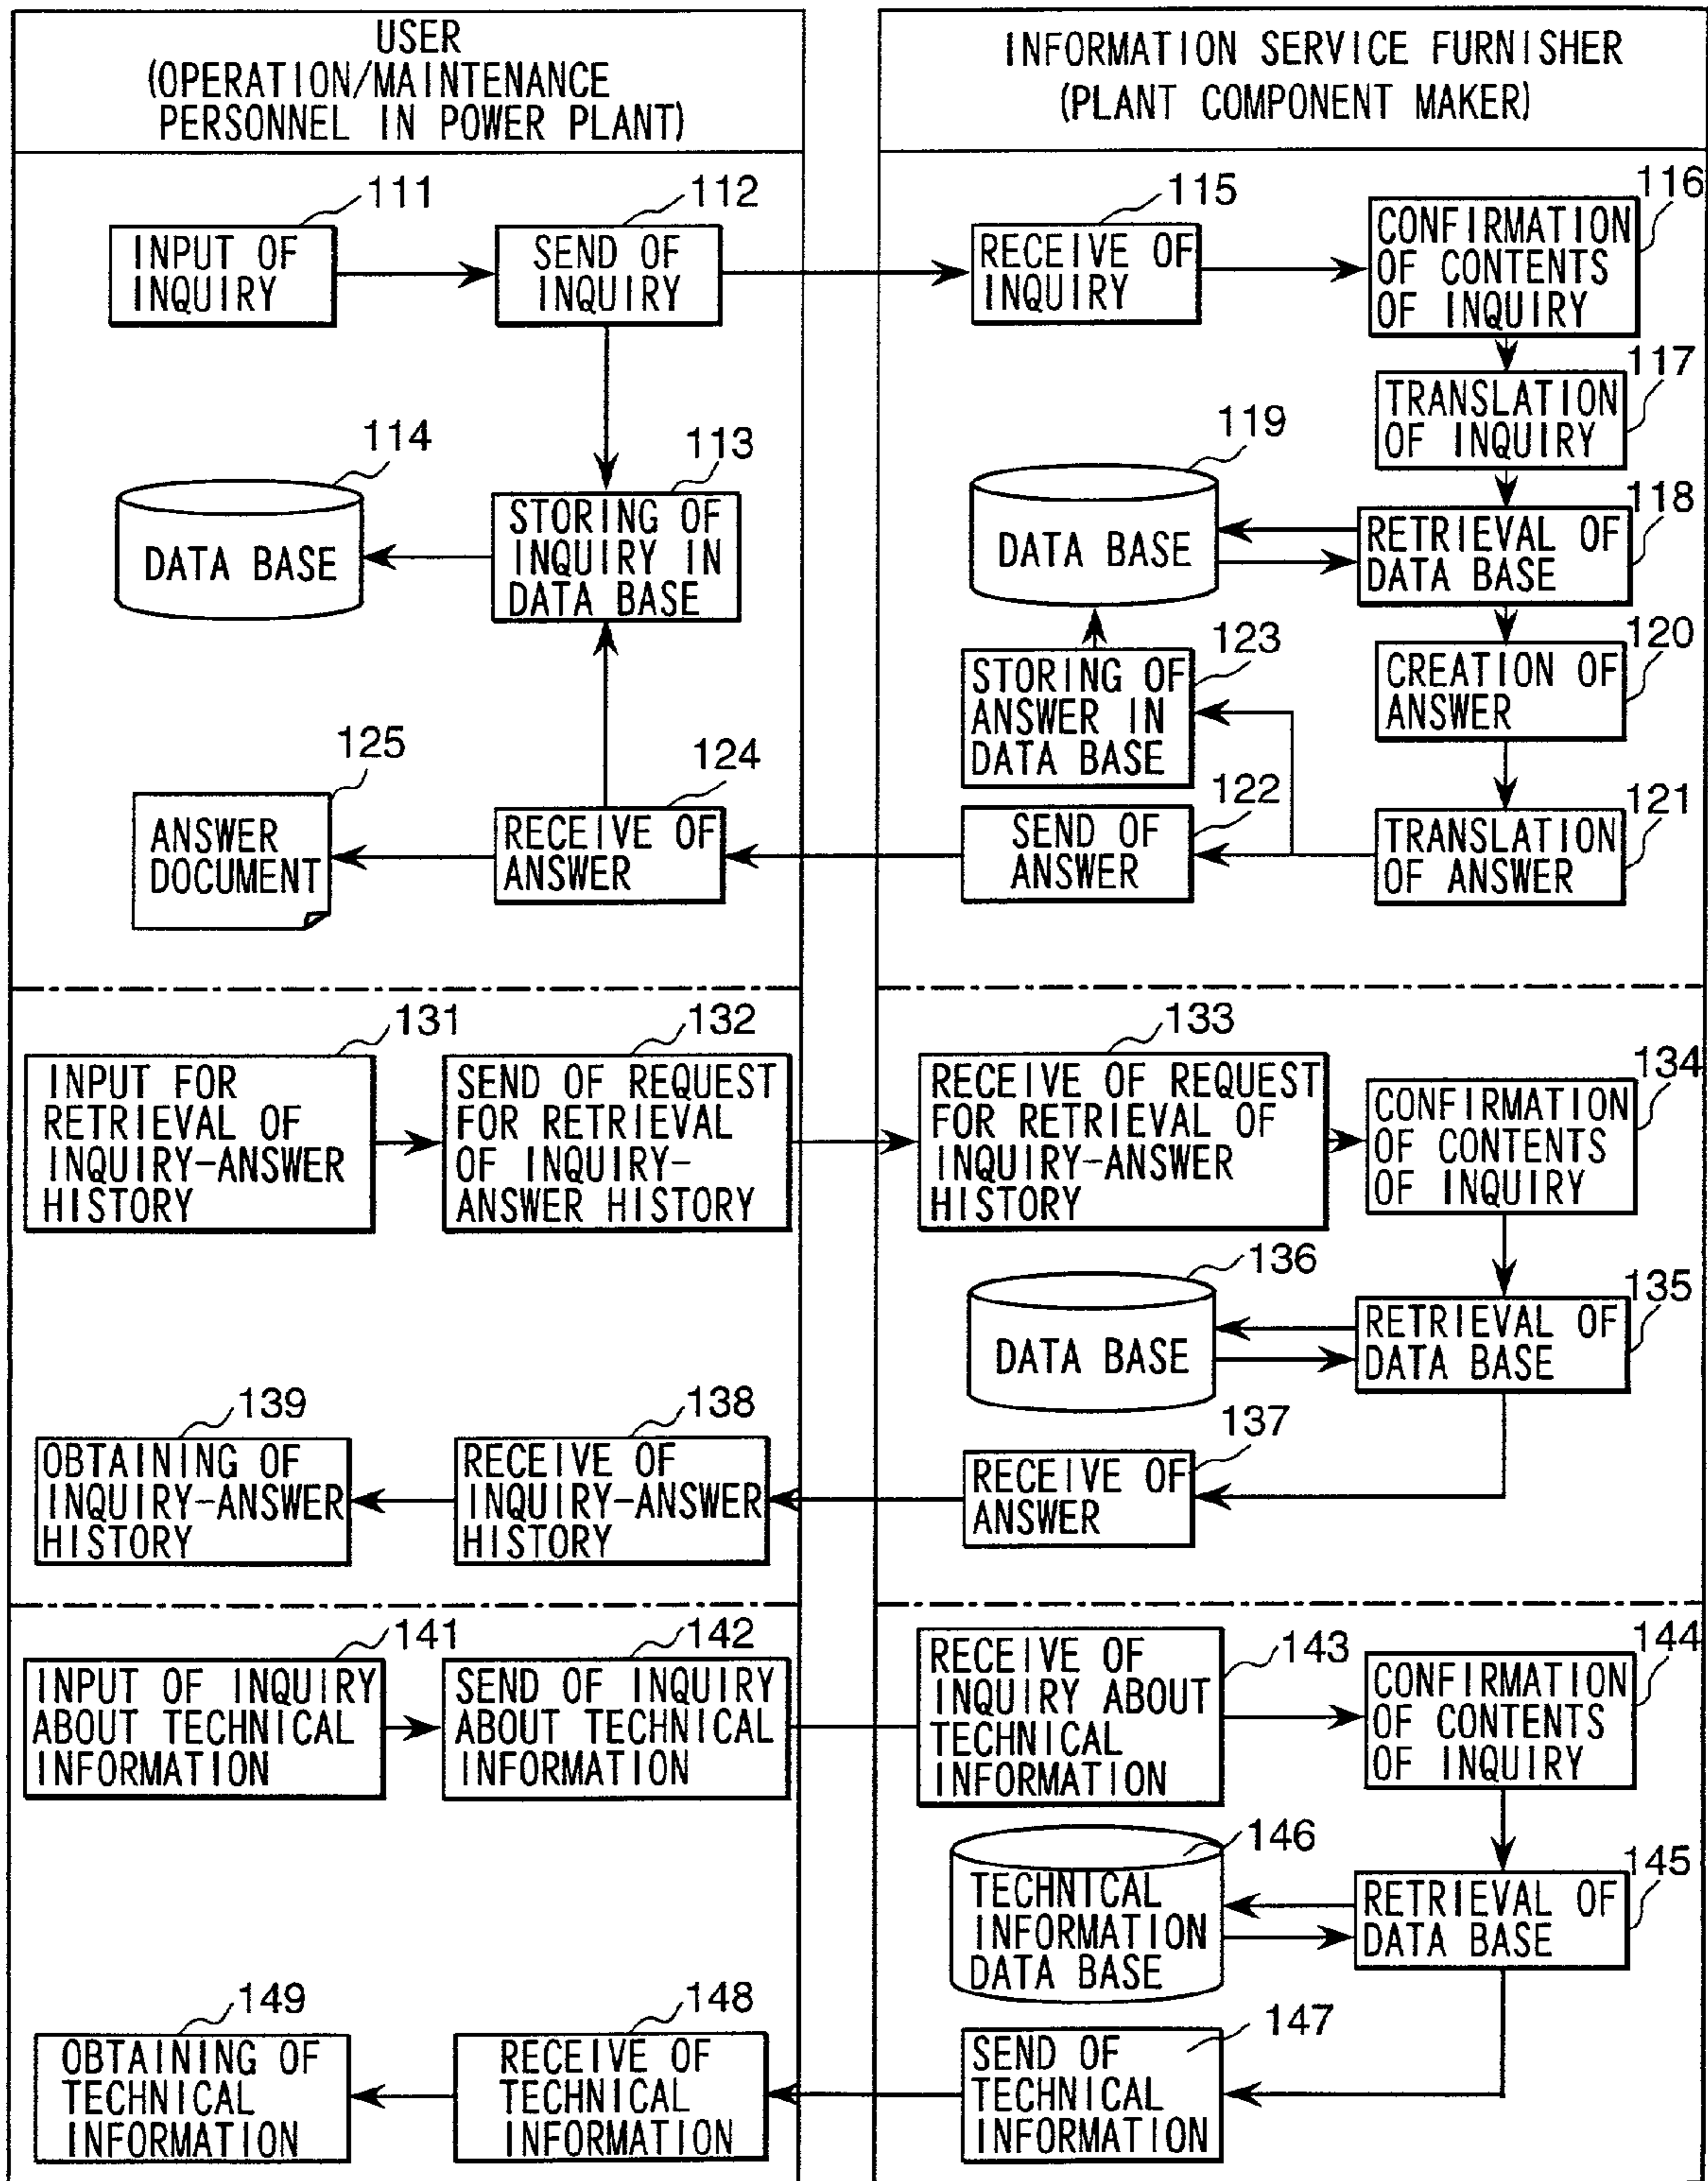 USER
(OPERATION/MAINTENANCE
PERSONNEL IN POWER PLANT)
INFORMATION SERVICE FURNISHER
(PLANT COMPONENT MAKER)
111
INPUT OF
INQUIRY
112
SEND OF
INQUIRY
115
RECEIVE OF
INQUIRY
116
CONFIRMATION
OF CONTENTS
OF INQUIRY
117
TRANSLATION
OF INQUIRY
114
DATA BASE
113
STORING OF
INQUIRY IN
DATA BASE
119
DATA BASE
118
RETRIEVAL OF
DATA BASE
123
STORING OF
ANSWER IN
DATA BASE
120
CREATION OF
ANSWER
125
ANSWER
DOCUMENT
124
RECEIVE OF
ANSWER
122
SEND OF
ANSWER
121
TRANSLATION
OF ANSWER
131
INPUT FOR
RETRIEVAL OF
INQUIRY-ANSWER
HISTORY
132
SEND OF REQUEST
FOR RETRIEVAL
OF INQUIRY-
ANSWER HISTORY
133
RECEIVE OF REQUEST
FOR RETRIEVAL OF
INQUIRY-ANSWER
HISTORY
134
CONFIRMATION
OF CONTENTS
OF INQUIRY
136
DATA BASE
135
RETRIEVAL OF
DATA BASE
139
OBTAINING OF
INQUIRY-ANSWER
HISTORY
138
RECEIVE OF
INQUIRY-ANSWER
HISTORY
137
RECEIVE OF
ANSWER
141
INPUT OF INQUIRY
ABOUT TECHNICAL
INFORMATION
142
SEND OF INQUIRY
ABOUT TECHNICAL
INFORMATION
143
RECEIVE OF
INQUIRY ABOUT
TECHNICAL
INFORMATION
144
CONFIRMATION
OF CONTENTS
OF INQUIRY
146
TECHNICAL
INFORMATION
DATA BASE
145
RETRIEVAL OF
DATA BASE
149
OBTAINING OF
TECHNICAL
INFORMATION
148
RECEIVE OF
TECHNICAL
INFORMATION
147
SEND OF
TECHNICAL
INFORMATION